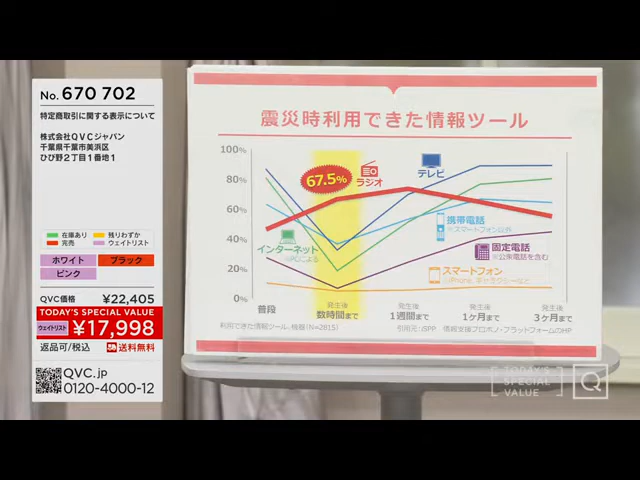 No. 670 702
特定商取引に関する表示について
株式会社QVCジャパン
千葉県千葉市美浜区
ひび野2丁目1番地1
在庫あり
残りわずか
完売
ウェイトリスト
ホワイト
ブラック
ピンク
QVC価格 ¥22,405
TODAY'S SPECIAL VALUE
ウェイトリスト ¥17,998
返品可/税込 送料無料
QVC.jp
0120-4000-12
震災時利用できた情報ツール
100%
80%
60%
40%
20%
0%
67.5%
ラジオ
テレビ
携帯電話
※スマートフォン以外
インターネット
※PCによる
固定電話
※公衆電話を含む
スマートフォン
普段
発生後
数時間まで
発生後
1週間まで
発生後
1ヶ月まで
発生後
3ヶ月まで
利用できた情報ツール、機器(N=2815)
TODAY'S
SPECIAL
VALUE
Q